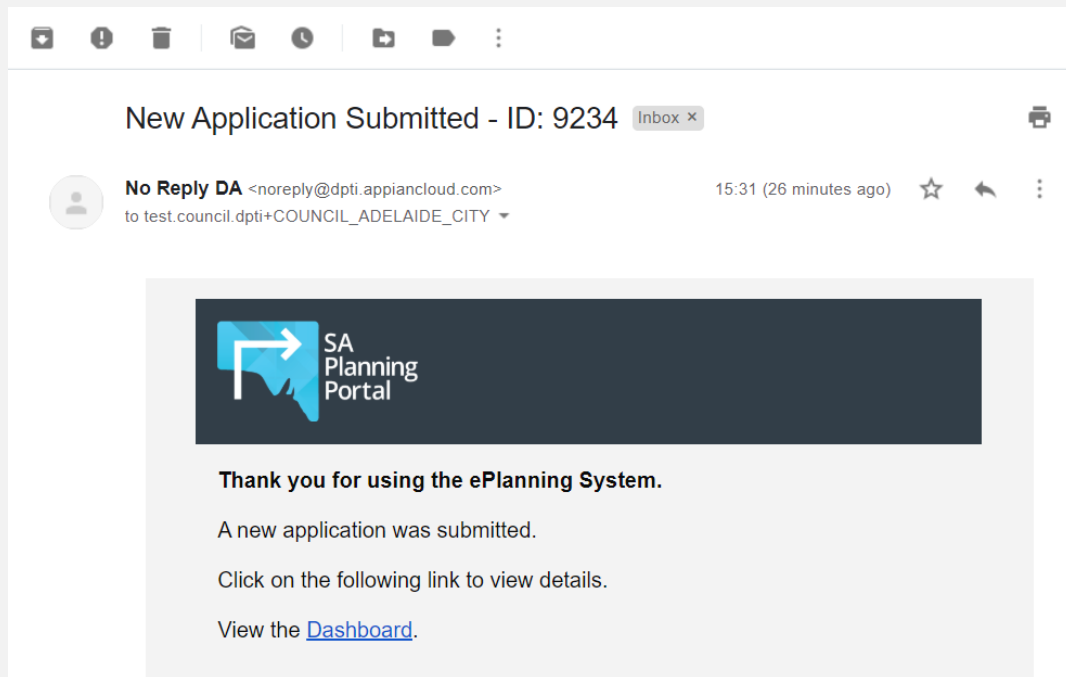 New Application Submitted - ID: 9234 Inbox ×
No Reply DA <noreply@dpti.appiancloud.com> 15:31 (26 minutes ago)
to test.council.dpti+COUNCIL_ADELAIDE_CITY
SA
Planning
Portal
Thank you for using the ePlanning System.
A new application was submitted.
Click on the following link to view details.
View the Dashboard.